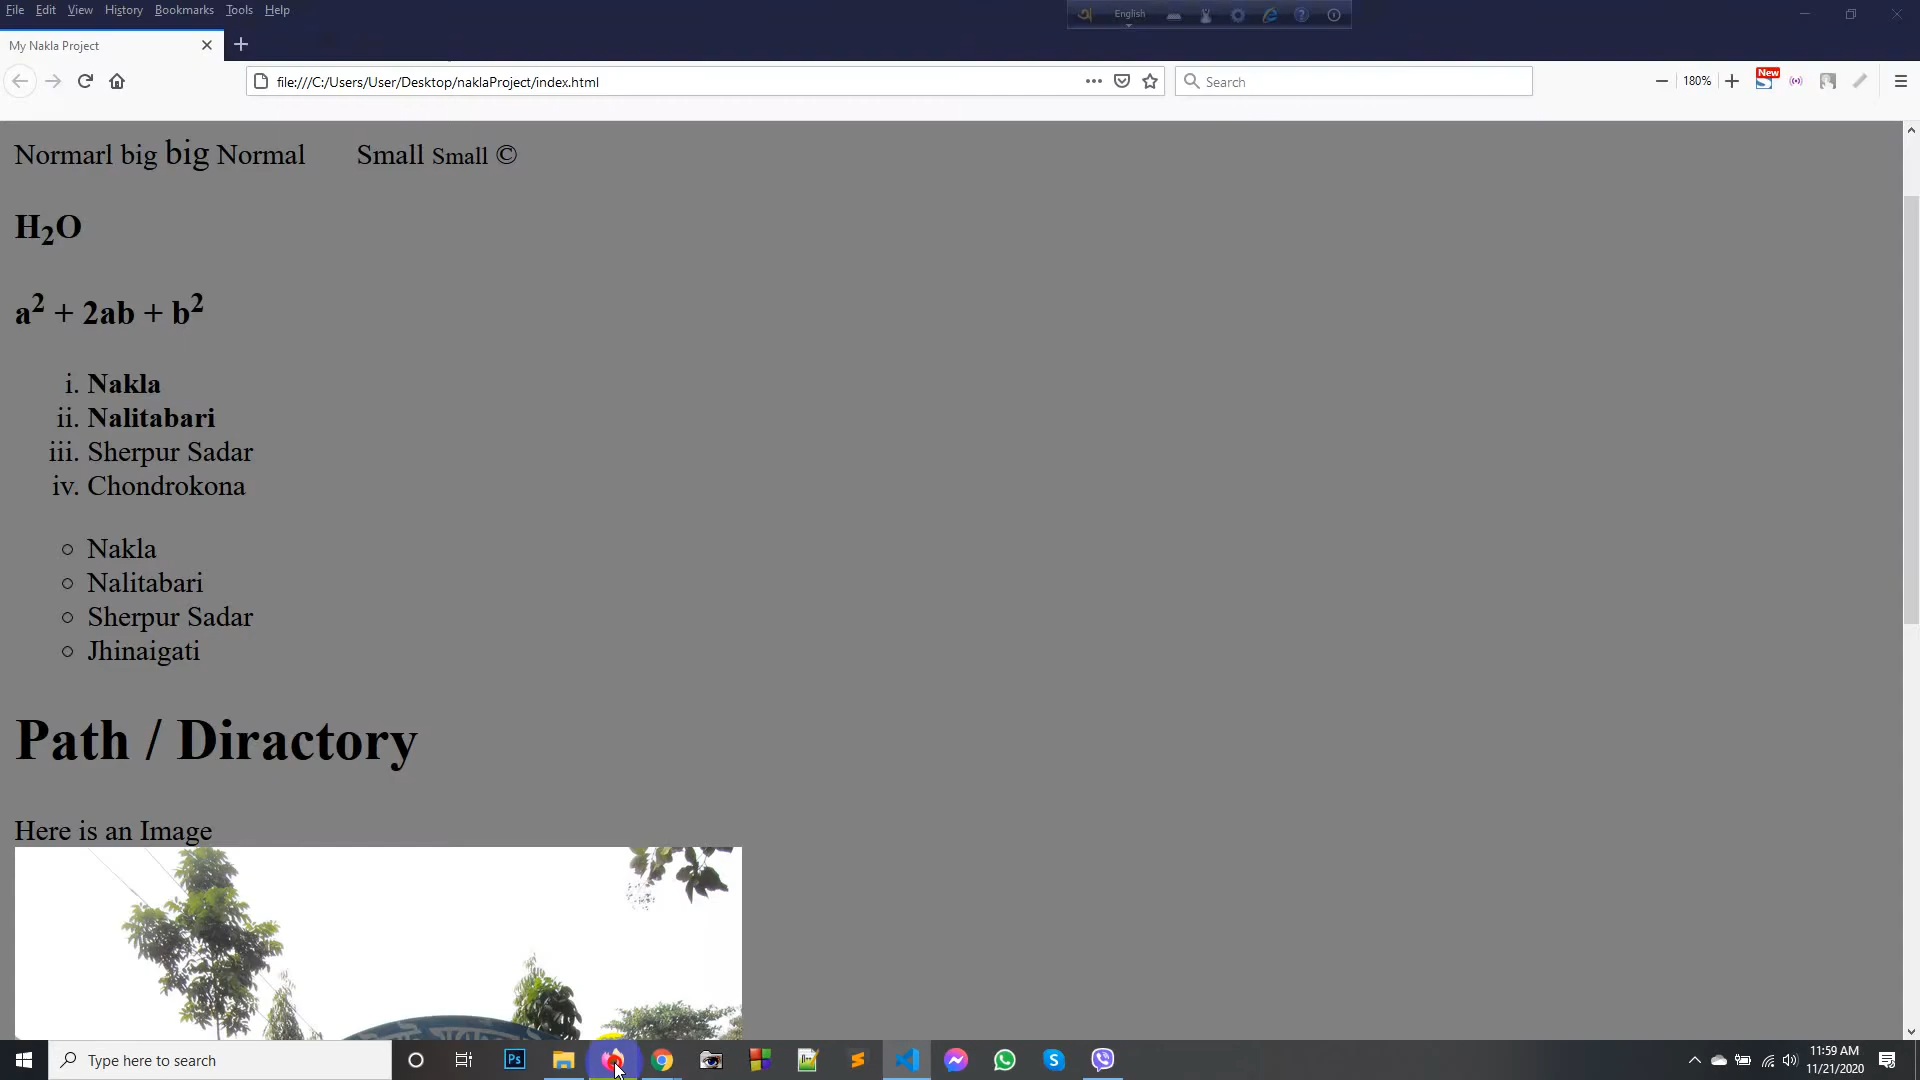 File Edit View History Bookmarks Tools Help
English
My Nakla Project
file:///C:/Users/User/Desktop/naklaProject/index.html
Search
180%
New
Normarl big big Normal Small Small ©
H2O
a2 + 2ab + b2
i. Nakla
ii. Nalitabari
iii. Sherpur Sadar
iv. Chondrokona
Nakla
Nalitabari
Sherpur Sadar
Jhinaigati
Path / Diractory
Here is an Image
Type here to search
Ps
11:59 AM
11/21/2020